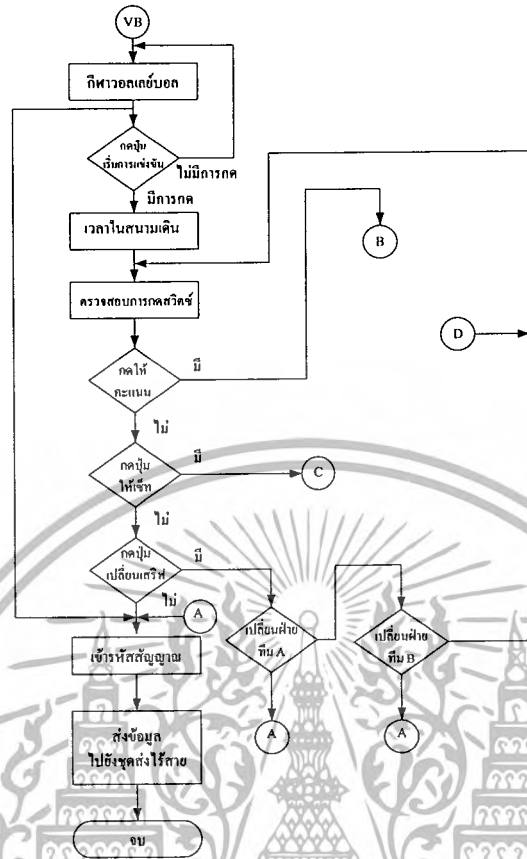 VB
กีฬาวอลเลย์บอล
กดปุ่ม
เริ่มการแข่งขัน
ไม่มีการกด
มีการกด
เวลาในสนามเดิน
B
ตรวจสอบการกดสวิตซ์
D
กดให้
คะแนน
มี
ไม่
กดปุ่ม
ให้เซ็ท
มี
C
ไม่
กดปุ่ม
เปลี่ยนเสริฟ
มี
ไม่
A
เปลี่ยนฝ่าย
ทีม A
เปลี่ยนฝ่าย
ทีม B
เข้ารหัสสัญญาณ
A
A
ส่งข้อมูล
ไปยังชุดส่งไร้สาย
จบ